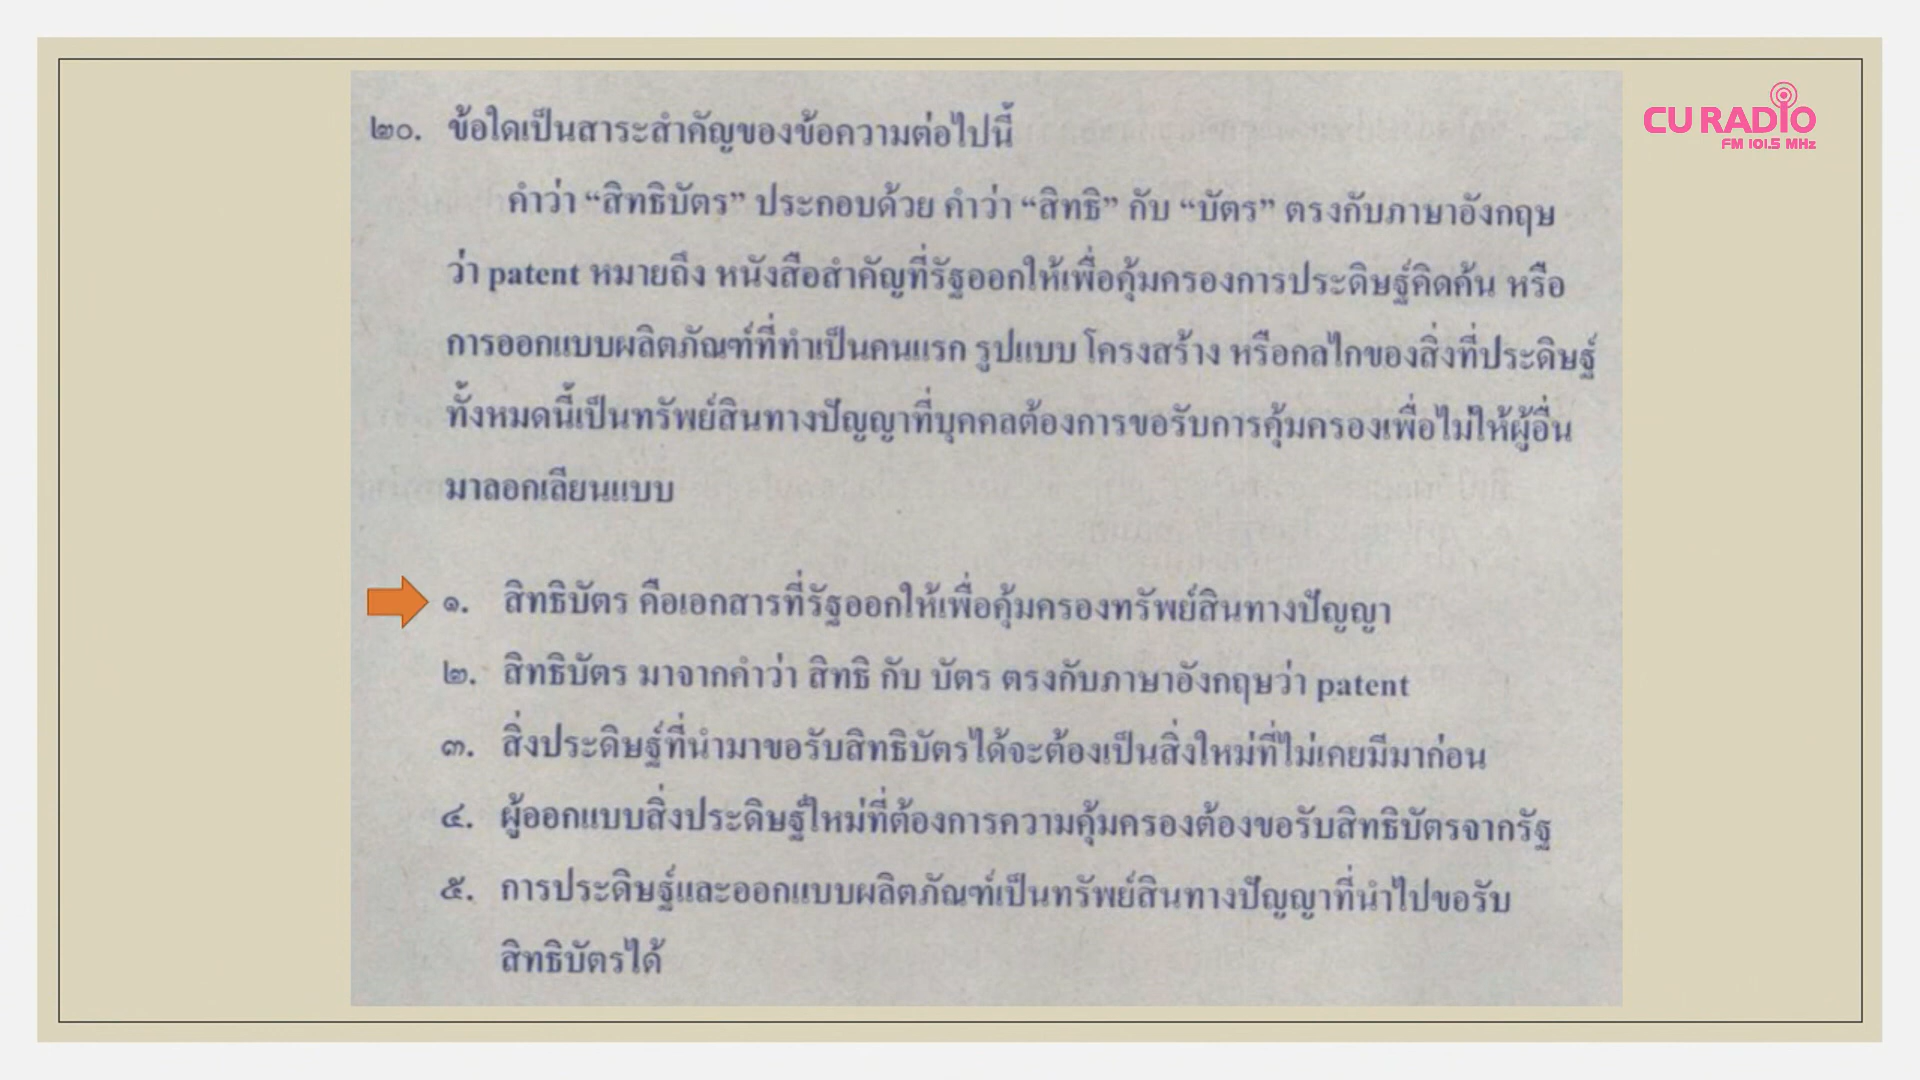 CU RADIO
FM 101.5 MHz
๒๐. ข้อใดเป็นสาระสำคัญของข้อความต่อไปนี้
คำว่า “สิทธิบัตร” ประกอบด้วย คำว่า “สิทธิ” กับ “บัตร” ตรงกับภาษาอังกฤษ
ว่า patent หมายถึง หนังสือสำคัญที่รัฐออกให้เพื่อคุ้มครองการประดิษฐ์คิดค้น หรือ
การออกแบบผลิตภัณฑ์ที่ทำเป็นคนแรก รูปแบบ โครงสร้าง หรือกลไกของสิ่งที่ประดิษฐ์
ทั้งหมดนี้เป็นทรัพย์สินทางปัญญาที่บุคคลต้องการขอรับการคุ้มครองเพื่อไม่ให้ผู้อื่น
มาลอกเลียนแบบ
๑. สิทธิบัตร คือเอกสารที่รัฐออกให้เพื่อคุ้มครองทรัพย์สินทางปัญญา
๒. สิทธิบัตร มาจากคำว่า สิทธิ กับ บัตร ตรงกับภาษาอังกฤษว่า patent
๓. สิ่งประดิษฐ์ที่นำมาขอรับสิทธิบัตรได้จะต้องเป็นสิ่งใหม่ที่ไม่เคยมีมาก่อน
๔. ผู้ออกแบบสิ่งประดิษฐ์ใหม่ที่ต้องการความคุ้มครองต้องขอรับสิทธิบัตรจากรัฐ
๕. การประดิษฐ์และออกแบบผลิตภัณฑ์เป็นทรัพย์สินทางปัญญาที่นำไปขอรับ
สิทธิบัตรได้